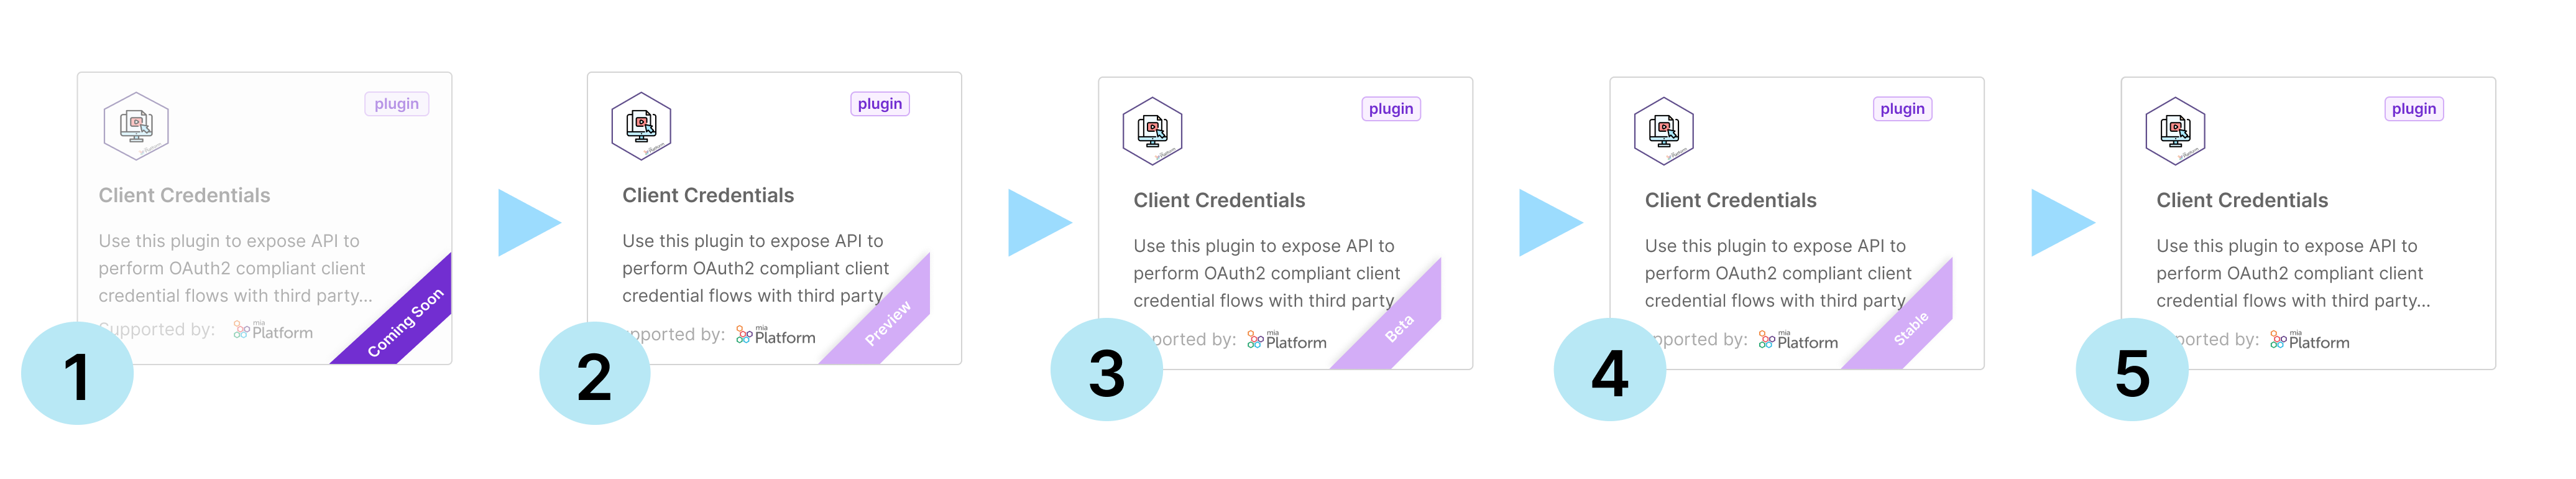 plugin
Client Credentials
Use this plugin to expose API to
perform OAuth2 compliant client
credential flows with third party...
Supported by: mia Platform
Coming Soon
1
plugin
Client Credentials
Use this plugin to expose API to
perform OAuth2 compliant client
credential flows with third party
pported by: mia Platform
Preview
2
plugin
Client Credentials
Use this plugin to expose API to
perform OAuth2 compliant client
credential flows with third party
ported by: mia Platform
Beta
3
plugin
Client Credentials
Use this plugin to expose API to
perform OAuth2 compliant client
credential flows with third party
pported by: mia Platform
Stable
4
plugin
Client Credentials
Use this plugin to expose API to
perform OAuth2 compliant client
credential flows with third party...
ported by: mia Platform
5